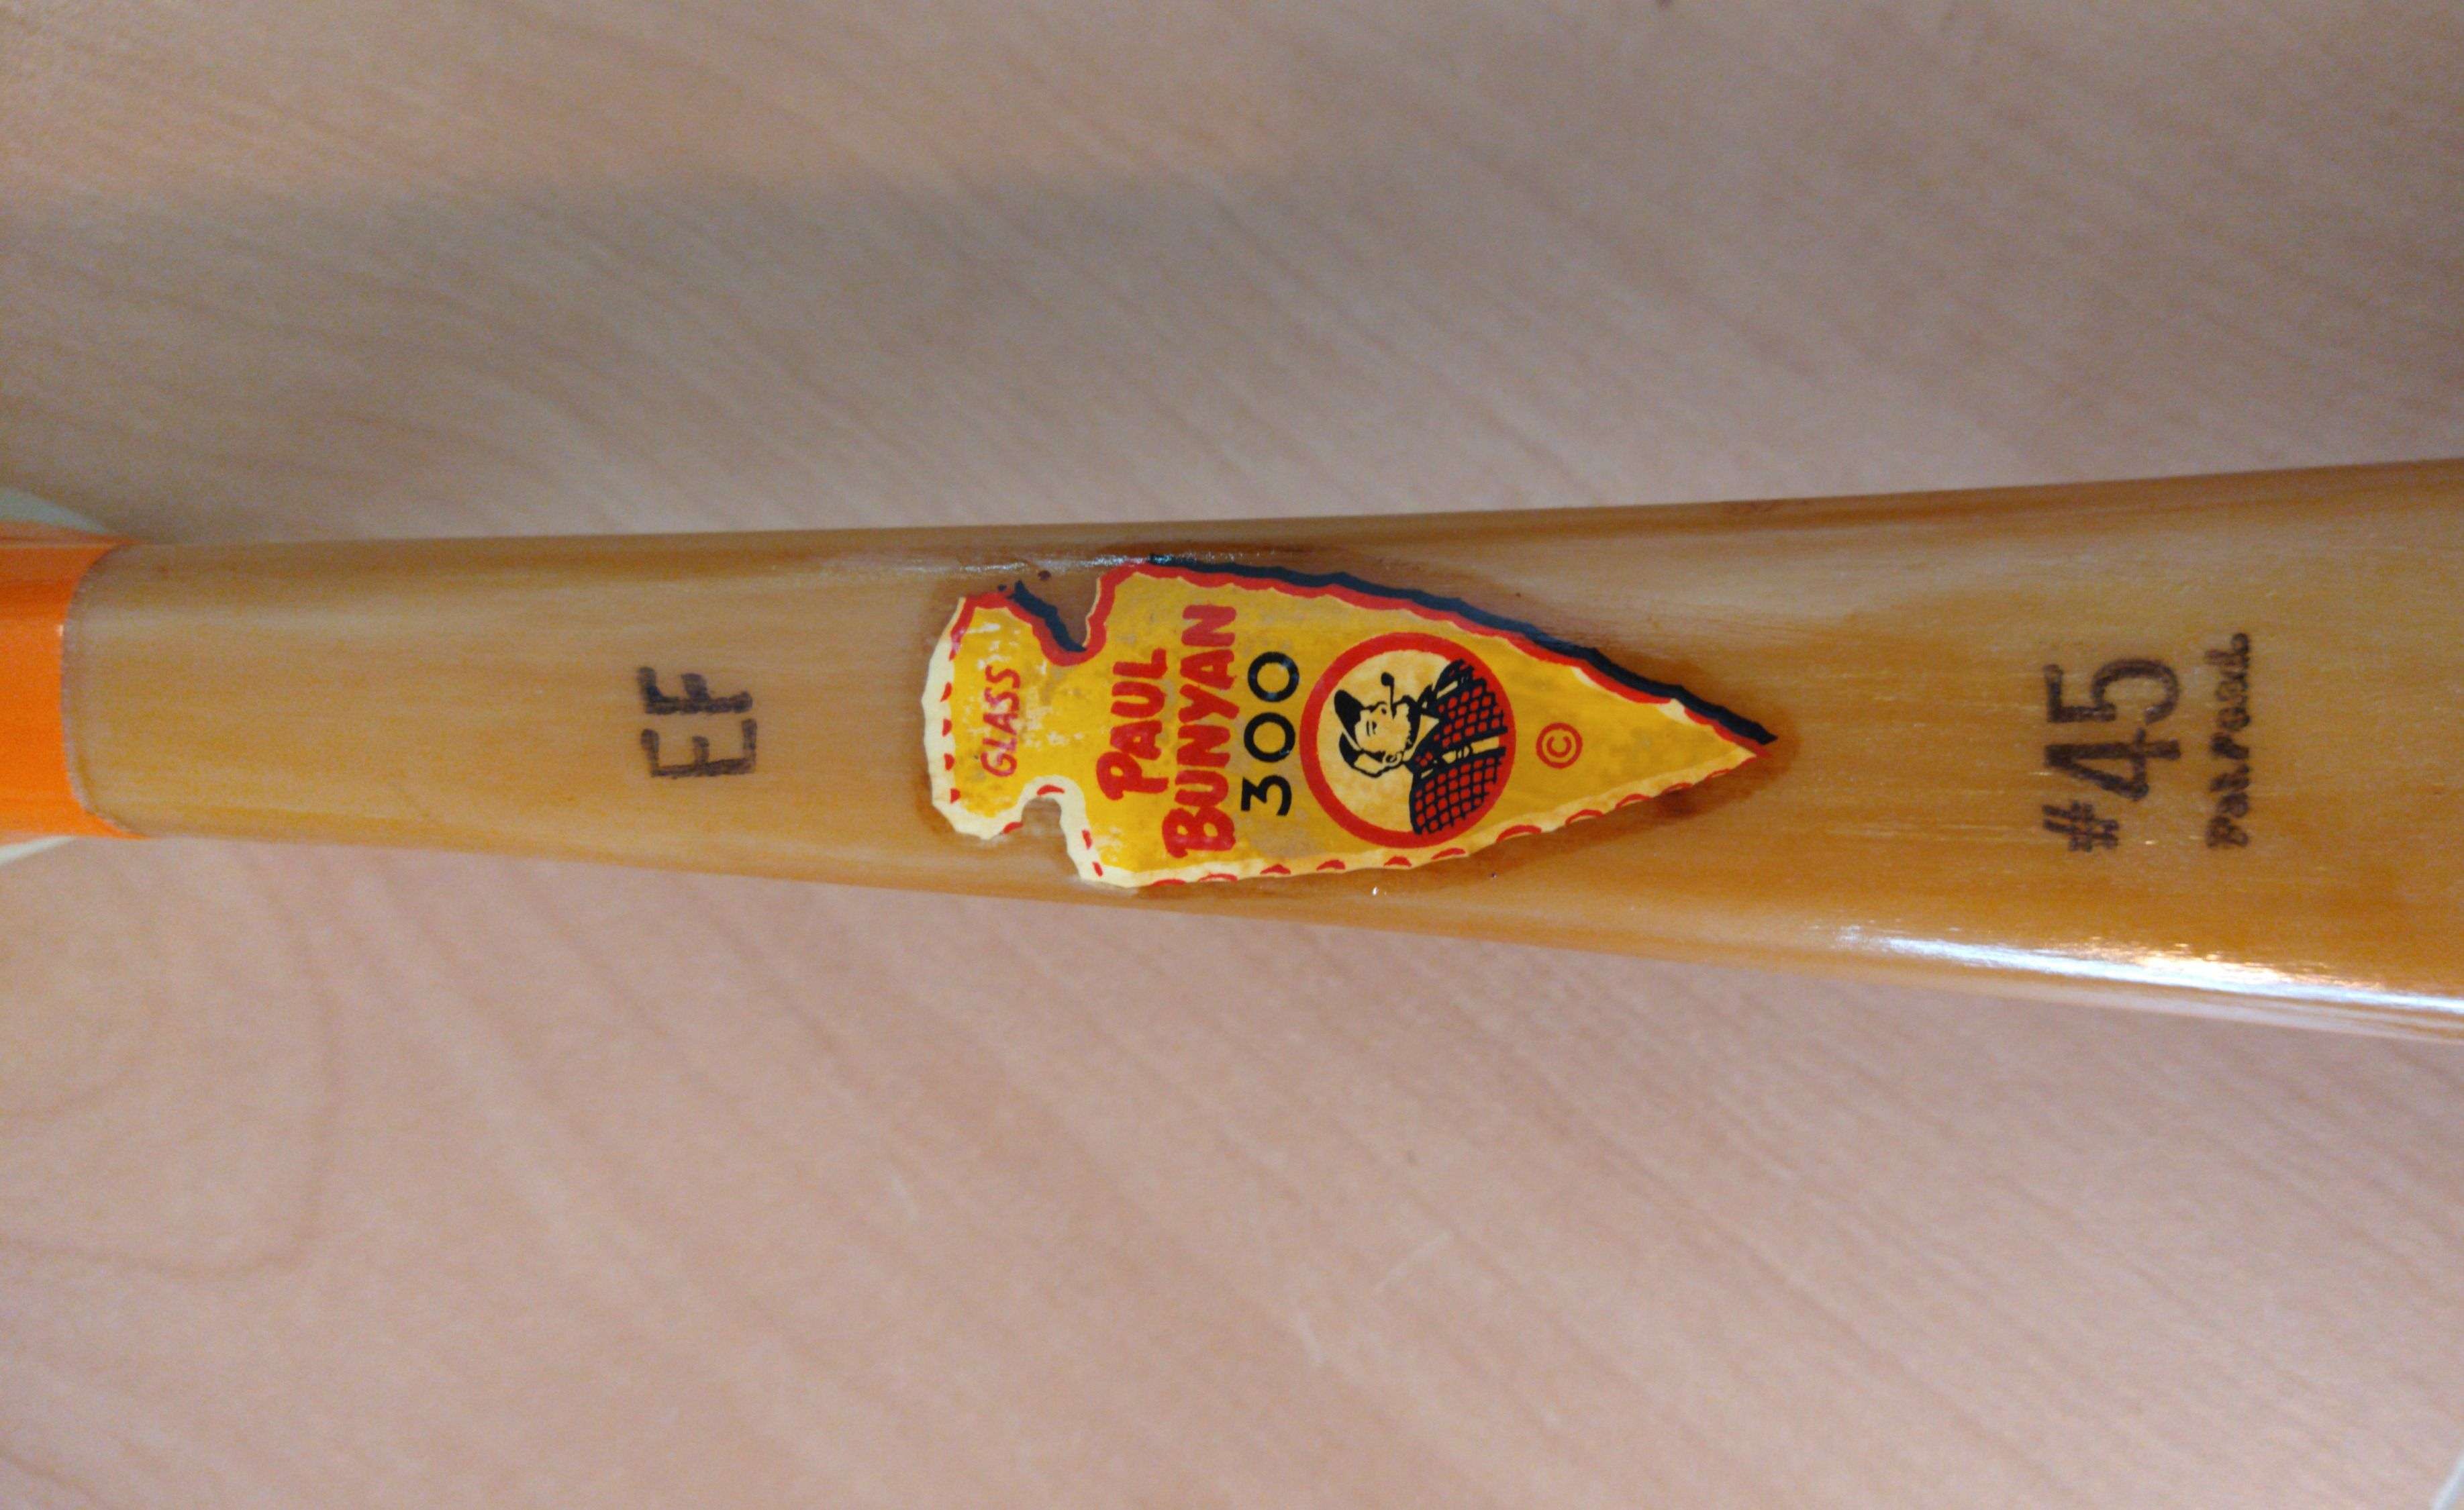 EF
GLASS
PAUL
BUNYAN
300
©
#45
Pat. Pend.